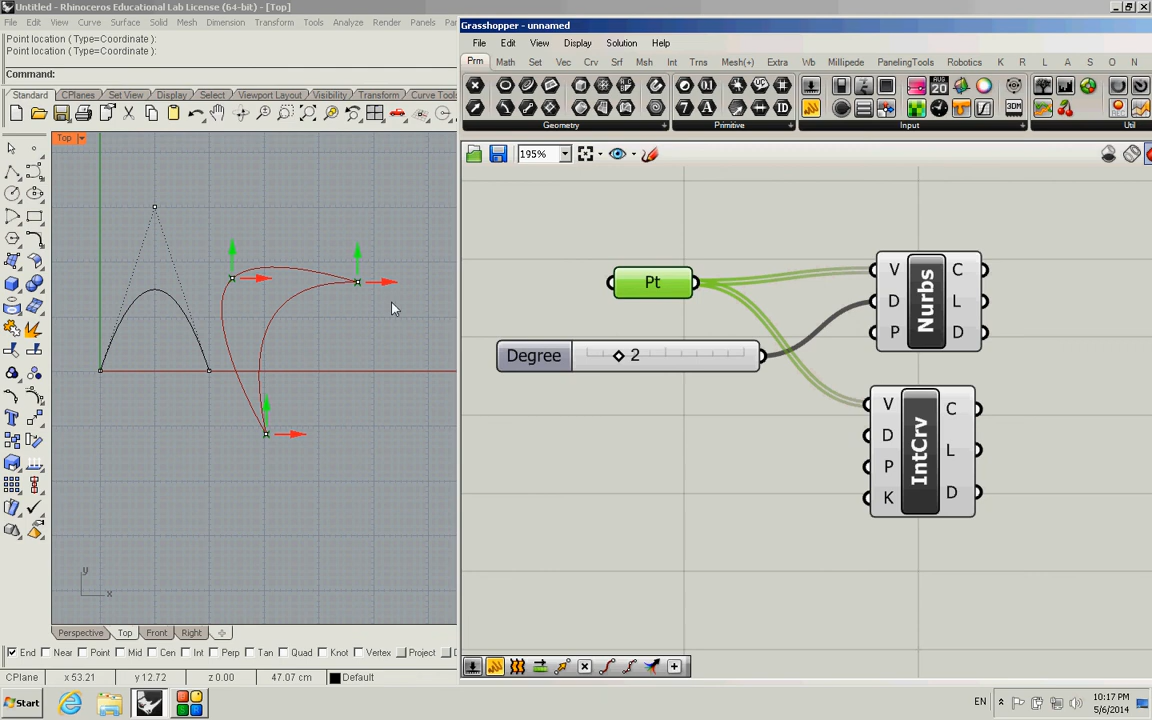 Untitled - Rhinoceros Educational Lab License (64-bit) - [Top]
File Edit View Curve Surface Solid Mesh Dimension Transform Tools Analyze Render Panels
Point location ( Type=Coordinate ):
Point location ( Type=Coordinate ):
Command:
Standard CPlanes Set View Display Select Viewport Layout Visibility Transform Curve Tools
Top
y
x
Perspective Top Front Right
End Near Point Mid Cen Int Perp Tan Quad Knot Vertex Project
CPlane x 53.21 y 12.72 z 0.00 47.07 cm Default
Grasshopper - unnamed
File Edit View Display Solution Help
Prm Math Set Vec Crv Srf Msh Int Trns Mesh(+) Extra Wb Millipede PanelingTools Robotics K R L A S O N
Geometry Primitive Input Util
195%
Pt
Degree 2
V D P Nurbs C L D
V D P K IntCrv C L D
Start
EN
10:17 PM
5/6/2014